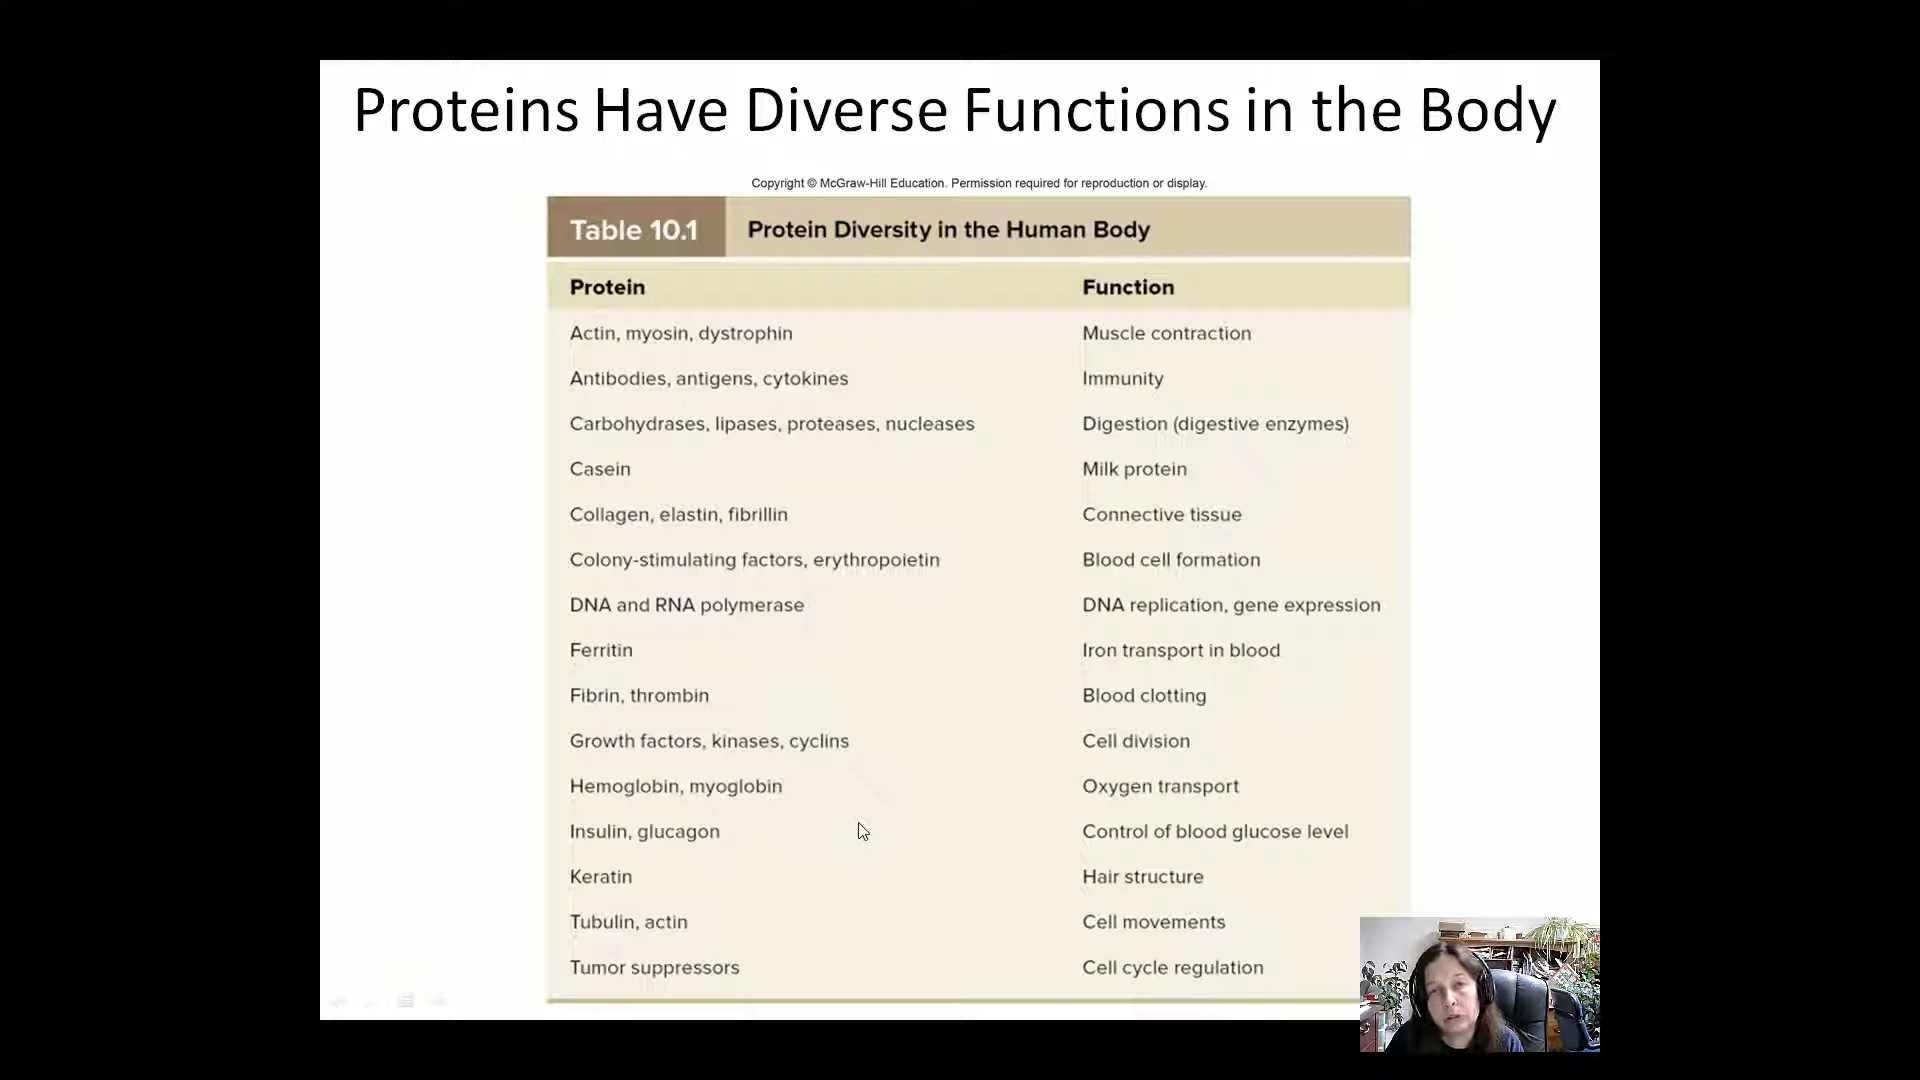 Proteins Have Diverse Functions in the Body
Copyright © McGraw-Hill Education. Permission required for reproduction or display.
Table 10.1 Protein Diversity in the Human Body
Protein Function
Actin, myosin, dystrophin Muscle contraction
Antibodies, antigens, cytokines Immunity
Carbohydrases, lipases, proteases, nucleases Digestion (digestive enzymes)
Casein Milk protein
Collagen, elastin, fibrillin Connective tissue
Colony-stimulating factors, erythropoietin Blood cell formation
DNA and RNA polymerase DNA replication, gene expression
Ferritin Iron transport in blood
Fibrin, thrombin Blood clotting
Growth factors, kinases, cyclins Cell division
Hemoglobin, myoglobin Oxygen transport
Insulin, glucagon Control of blood glucose level
Keratin Hair structure
Tubulin, actin Cell movements
Tumor suppressors Cell cycle regulation